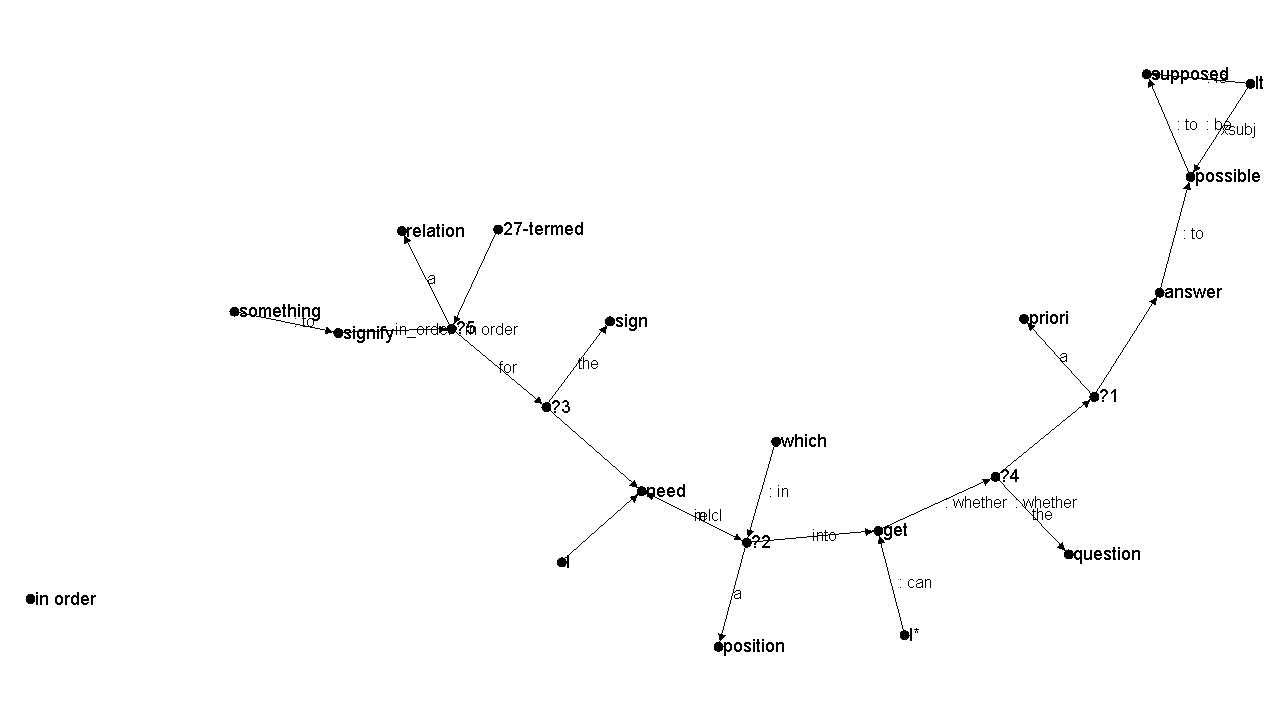 supposed
It
: is
: to : be
xsubj
possible
relation
27-termed
: to
a
answer
something
: to
signify
in_order
?5
: in order
sign
priori
for
the
a
?3
?1
which
need
: in
?4
relcl
: whether
: whether
the
?2
into
get
question
I
: can
a
in order
I*
position